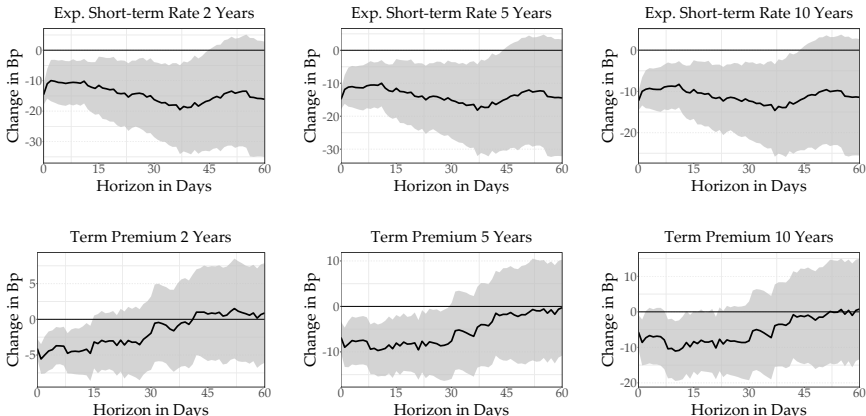 Exp. Short-term Rate 2 Years
Change in Bp
0
-10
-20
-30
0 15 30 45 60
Horizon in Days
Exp. Short-term Rate 5 Years
Change in Bp
0
-10
-20
-30
0 15 30 45 60
Horizon in Days
Exp. Short-term Rate 10 Years
Change in Bp
0
-10
-20
0 15 30 45 60
Horizon in Days
Term Premium 2 Years
Change in Bp
5
0
-5
0 15 30 45 60
Horizon in Days
Term Premium 5 Years
Change in Bp
10
0
-10
0 15 30 45 60
Horizon in Days
Term Premium 10 Years
Change in Bp
10
0
-10
-20
0 15 30 45 60
Horizon in Days